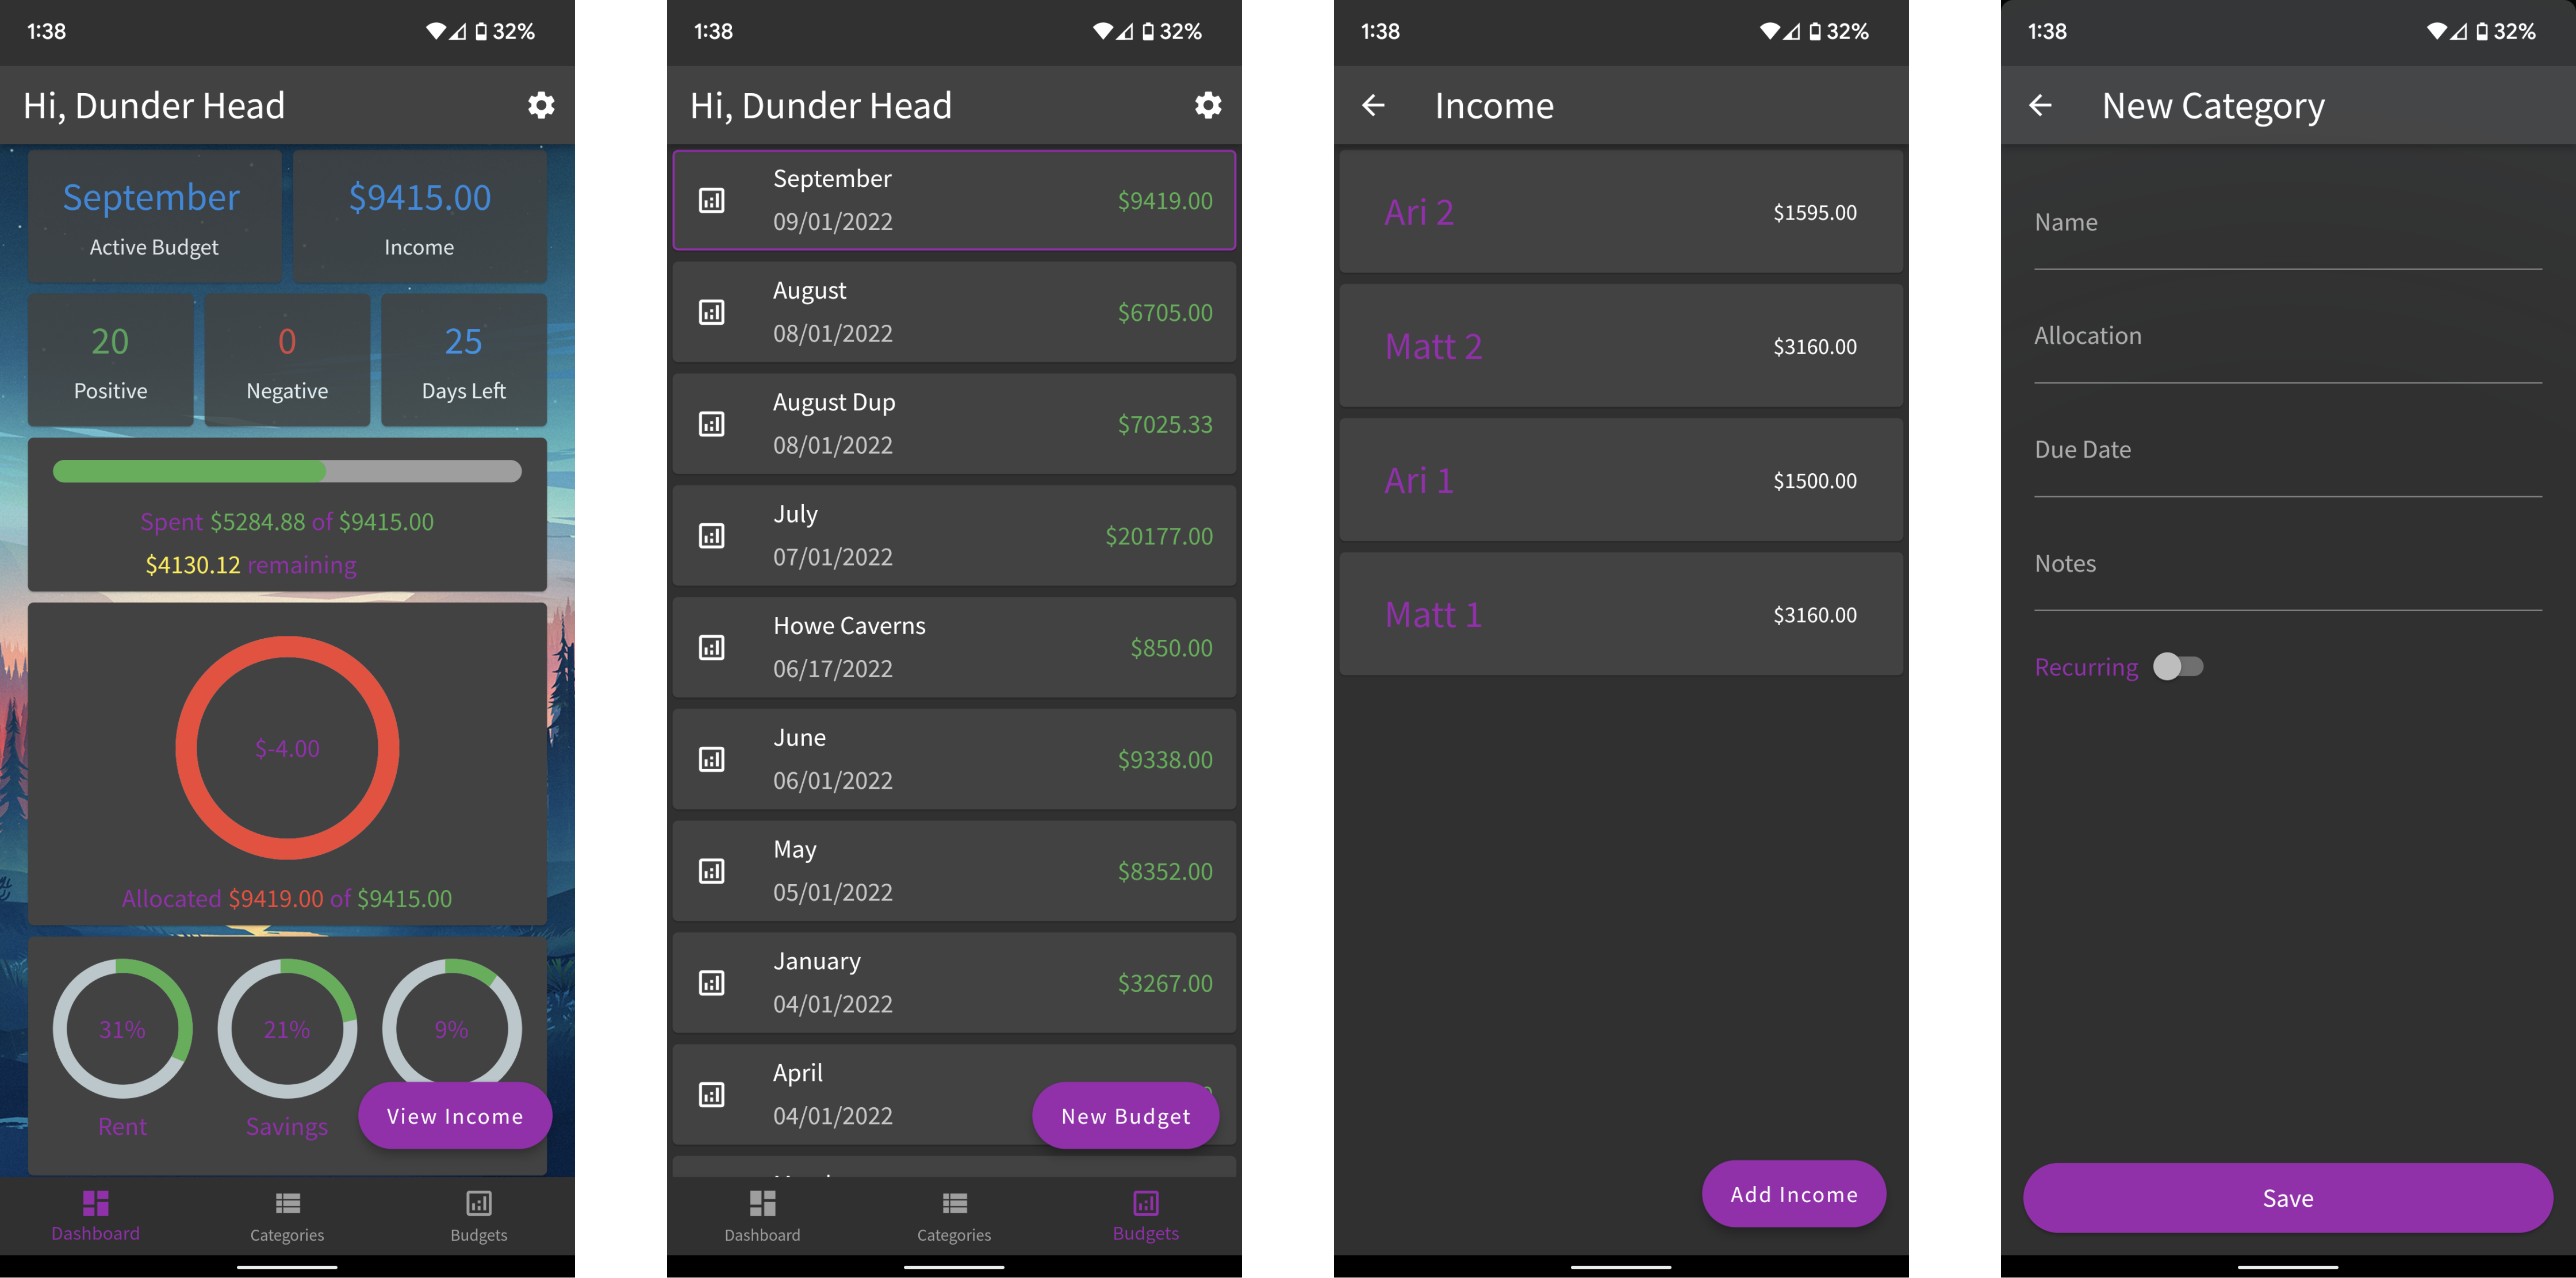 1:38
32%
Hi, Dunder Head
September
Active Budget
$9415.00
Income
20
Positive
0
Negative
25
Days Left
Spent $5284.88 of $9415.00
$4130.12 remaining
$-4.00
Allocated $9419.00 of $9415.00
31%
Rent
21%
Savings
9%
View Income
Dashboard
Categories
Budgets
1:38
32%
Hi, Dunder Head
September
09/01/2022
$9419.00
August
08/01/2022
$6705.00
August Dup
08/01/2022
$7025.33
July
07/01/2022
$20177.00
Howe Caverns
06/17/2022
$850.00
June
06/01/2022
$9338.00
May
05/01/2022
$8352.00
January
04/01/2022
$3267.00
April
04/01/2022
New Budget
Dashboard
Categories
Budgets
1:38
32%
Income
Ari 2
$1595.00
Matt 2
$3160.00
Ari 1
$1500.00
Matt 1
$3160.00
Add Income
1:38
32%
New Category
Name
Allocation
Due Date
Notes
Recurring
Save